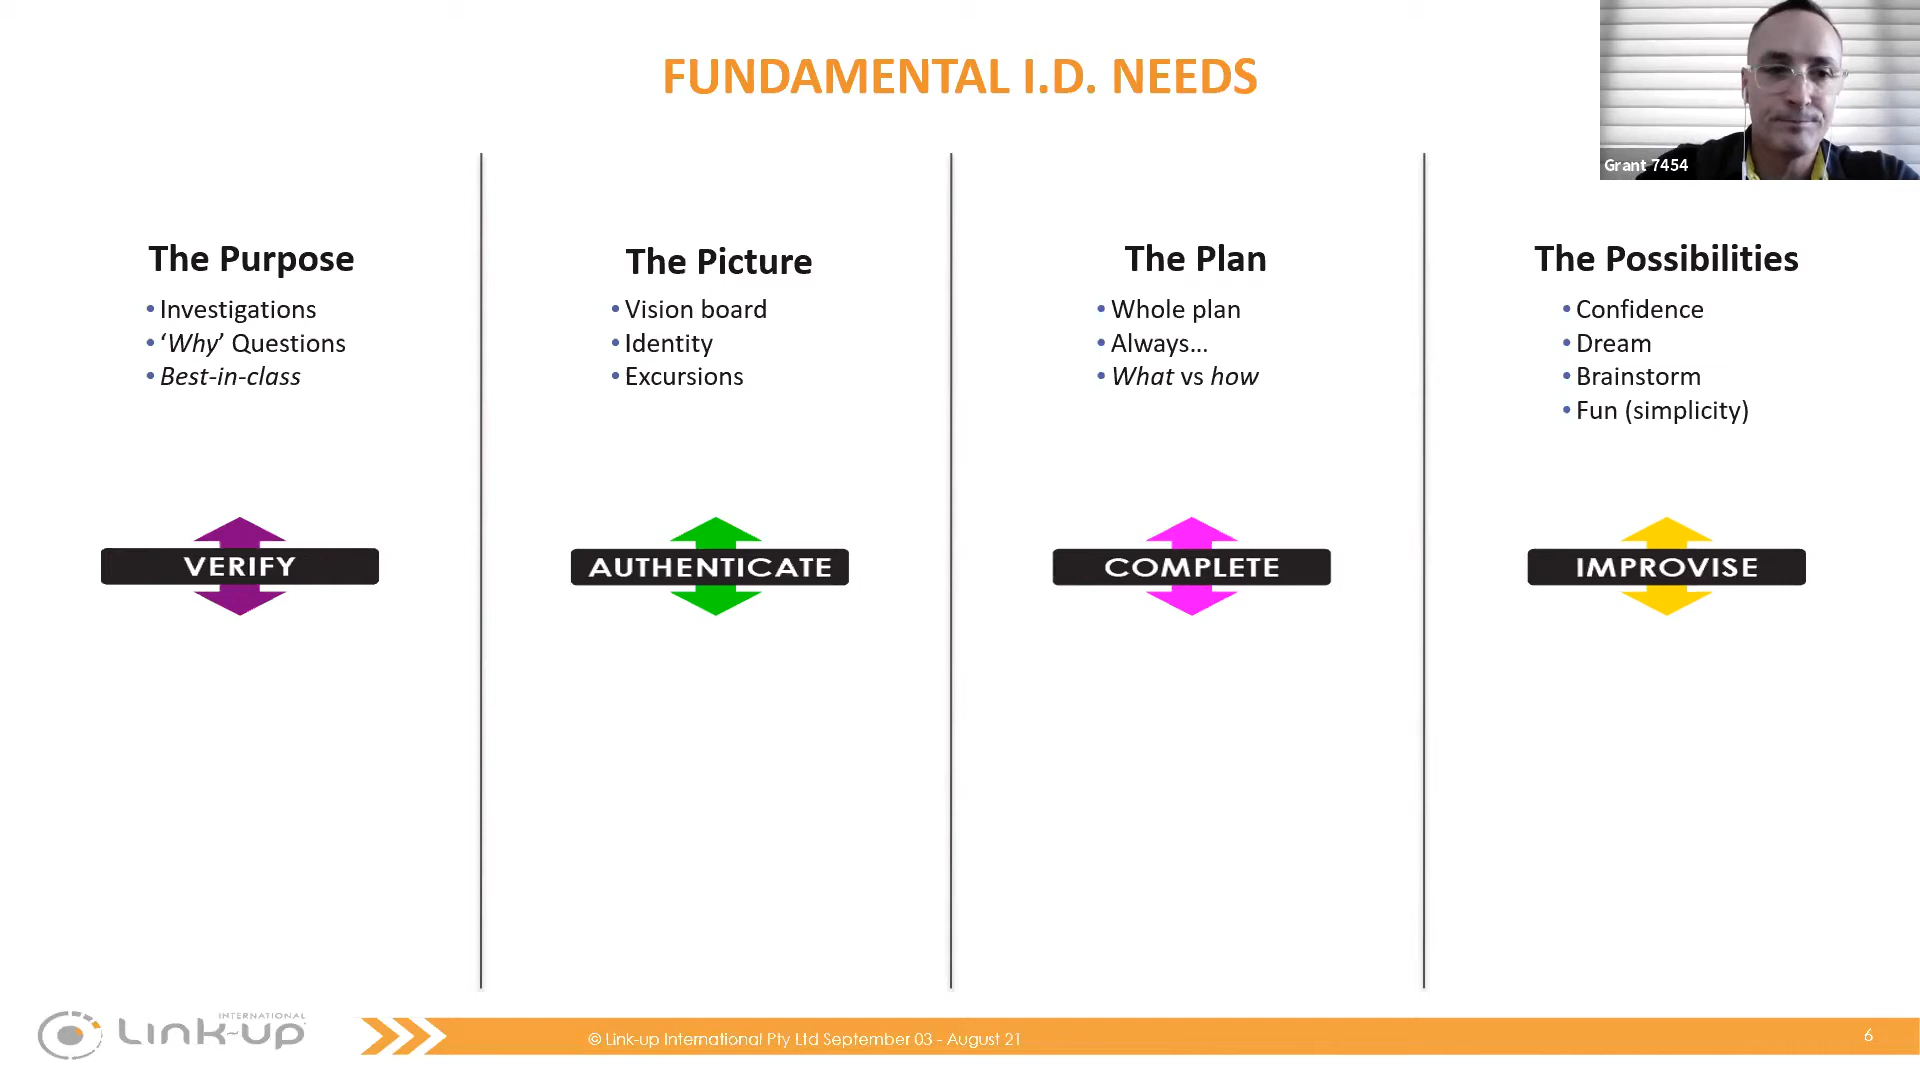 FUNDAMENTAL I.D. NEEDS
Grant 7454
The Purpose
• Investigations
• ‘Why’ Questions
• Best-in-class
VERIFY
The Picture
• Vision board
• Identity
• Excursions
AUTHENTICATE
The Plan
• Whole plan
• Always...
• What vs how
COMPLETE
The Possibilities
• Confidence
• Dream
• Brainstorm
• Fun (simplicity)
IMPROVISE
INTERNATIONAL
Link-up
© Link-up International Pty Ltd September 03 - August 21
6